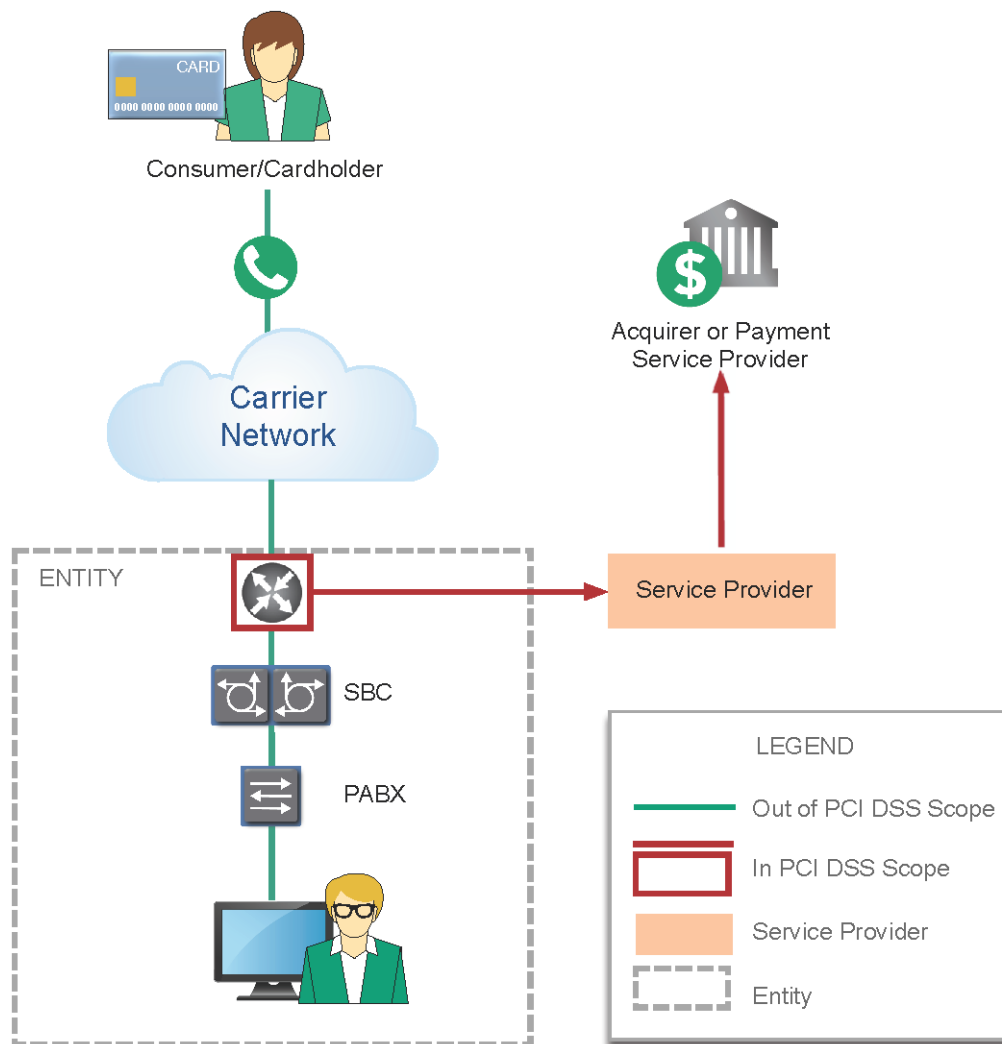 CARD
0000 0000 0000 0000
Consumer/Cardholder
Carrier
Network
$
Acquirer or Payment
Service Provider
ENTITY
Service Provider
SBC
PABX
LEGEND
Out of PCI DSS Scope
In PCI DSS Scope
Service Provider
Entity